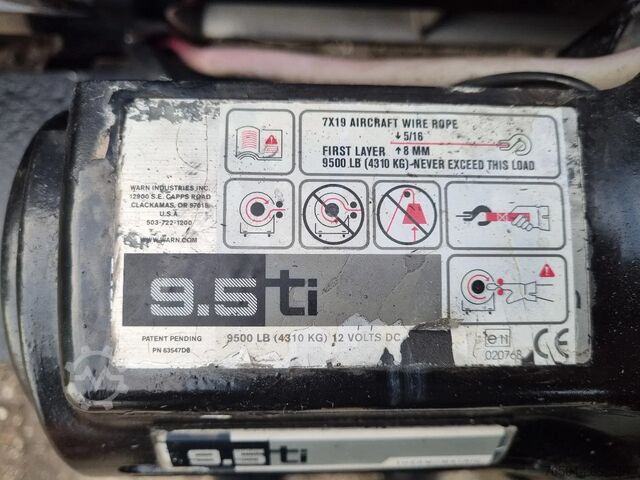 7X19 AIRCRAFT WIRE ROPE
↓5/16
FIRST LAYER ↑8 MM
9500 LB (4310 KG)-NEVER EXCEED THIS LOAD
WARN INDUSTRIES INC.
12900 S.E. CAPPS ROAD
CLACKAMAS, OR 97015
U.S.A.
503-722-1200
WWW.WARN.COM
9.5ti
PATENT PENDING
PN 63547D8
9500 LB (4310 KG) 12 VOLTS DC
e11
020768
CE
9.5ti